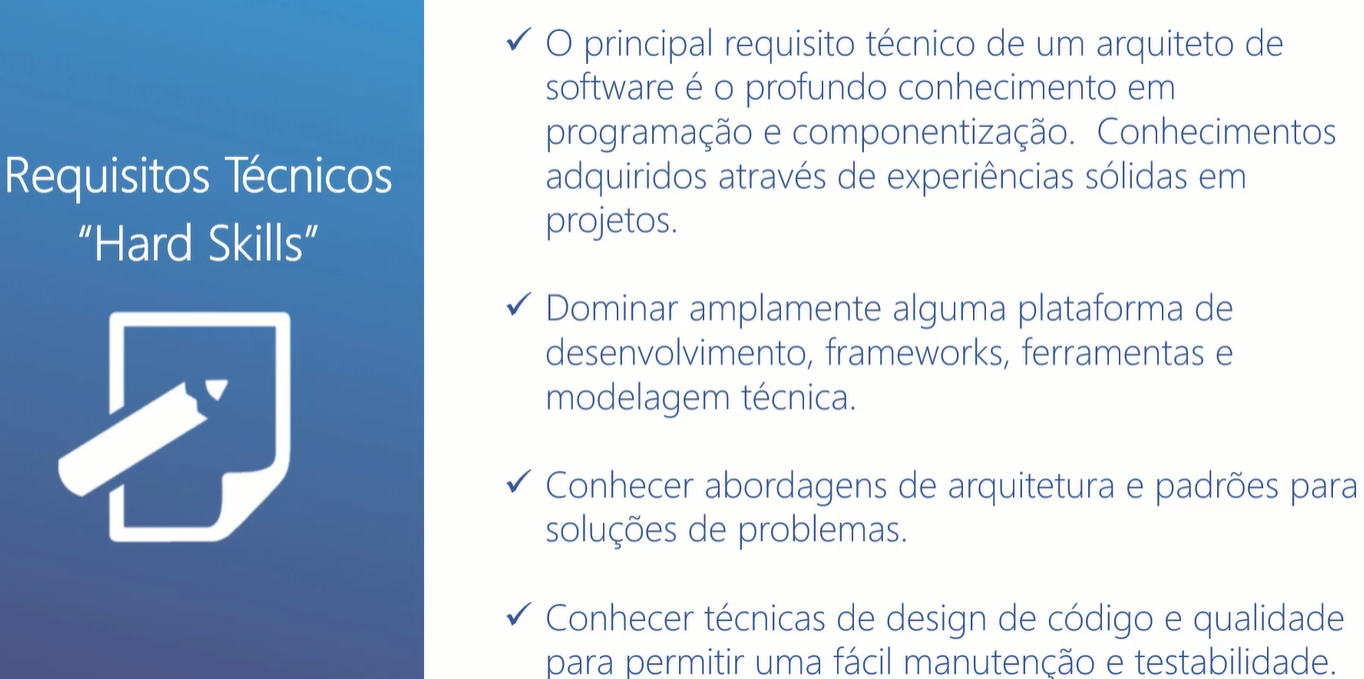 Requisitos Técnicos
“Hard Skills”
✓ O principal requisito técnico de um arquiteto de
software é o profundo conhecimento em
programação e componentização.  Conhecimentos
adquiridos através de experiências sólidas em
projetos.
✓ Dominar amplamente alguma plataforma de
desenvolvimento, frameworks, ferramentas e
modelagem técnica.
✓ Conhecer abordagens de arquitetura e padrões para
soluções de problemas.
✓ Conhecer técnicas de design de código e qualidade
para permitir uma fácil manutenção e testabilidade.